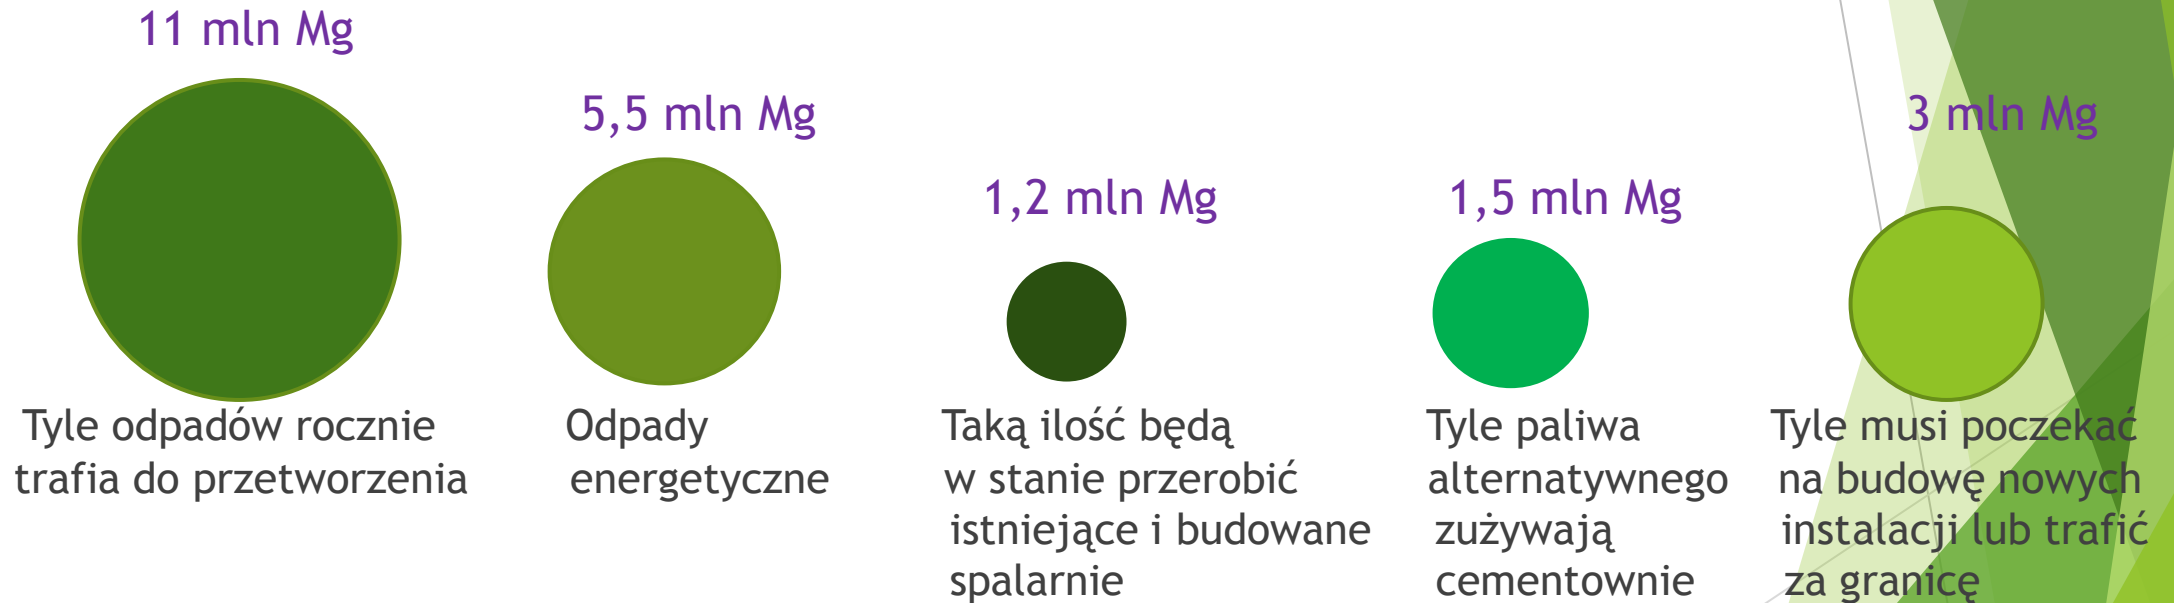 11 mln Mg
Tyle odpadów rocznie
trafia do przetworzenia
5,5 mln Mg
Odpady
energetyczne
1,2 mln Mg
Taką ilość będą
w stanie przerobić
istniejące i budowane
spalarnie
1,5 mln Mg
Tyle paliwa
alternatywnego
zużywają
cementownie
3 mln Mg
Tyle musi poczekać
na budowę nowych
instalacji lub trafić
za granicę